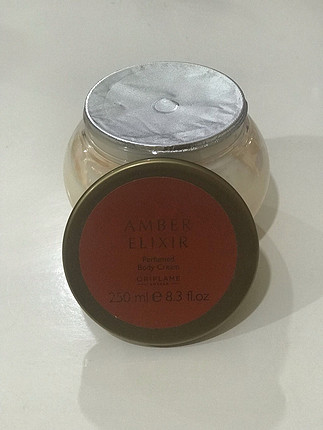 AMBER
ELIXIR
Perfumed
Body Cream
ORIFLAME
250 ml e 8.3 fl.oz